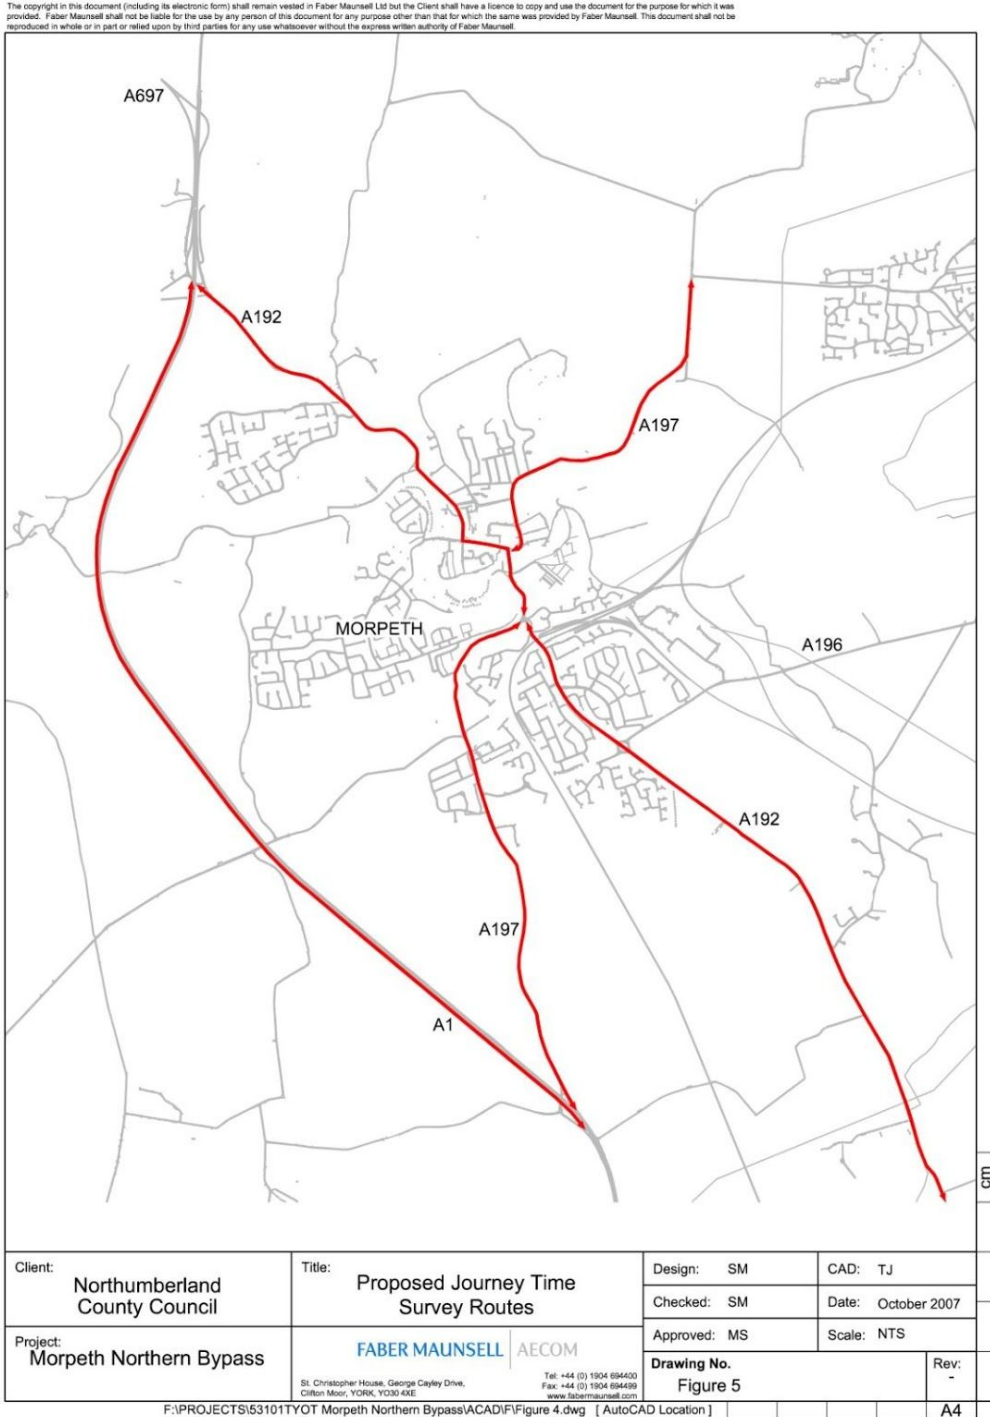 The copyright in this document (including its electronic form) shall remain vested in Faber Maunsell Ltd but the Client shall have a licence to copy and use the document for the purpose for which it was
provided. Faber Maunsell shall not be liable for the use by any person of this document for any purpose other than that for which the same was provided by Faber Maunsell. This document shall not be
reproduced in whole or in part or relied upon by third parties for any use whatsoever without the express written authority of Faber Maunsell.
A697
A192
A197
MORPETH
A196
A192
A197
A1
cm
Client:
Northumberland
County Council
Project:
Morpeth Northern Bypass
Title:
Proposed Journey Time
Survey Routes
FABER MAUNSELL AECOM
St. Christopher House, George Cayley Drive,
Clifton Moor, YORK, YO30 4XE
Tel: +44 (0) 1904 694400
Fax: +44 (0) 1904 694499
www.fabermaunsell.com
Design: SM
CAD: TJ
Checked: SM
Date: October 2007
Approved: MS
Scale: NTS
Drawing No.
Figure 5
Rev:
-
F:\PROJECTS\53101TYOT Morpeth Northern Bypass\ACAD\F\Figure 4.dwg [ AutoCAD Location ]
A4